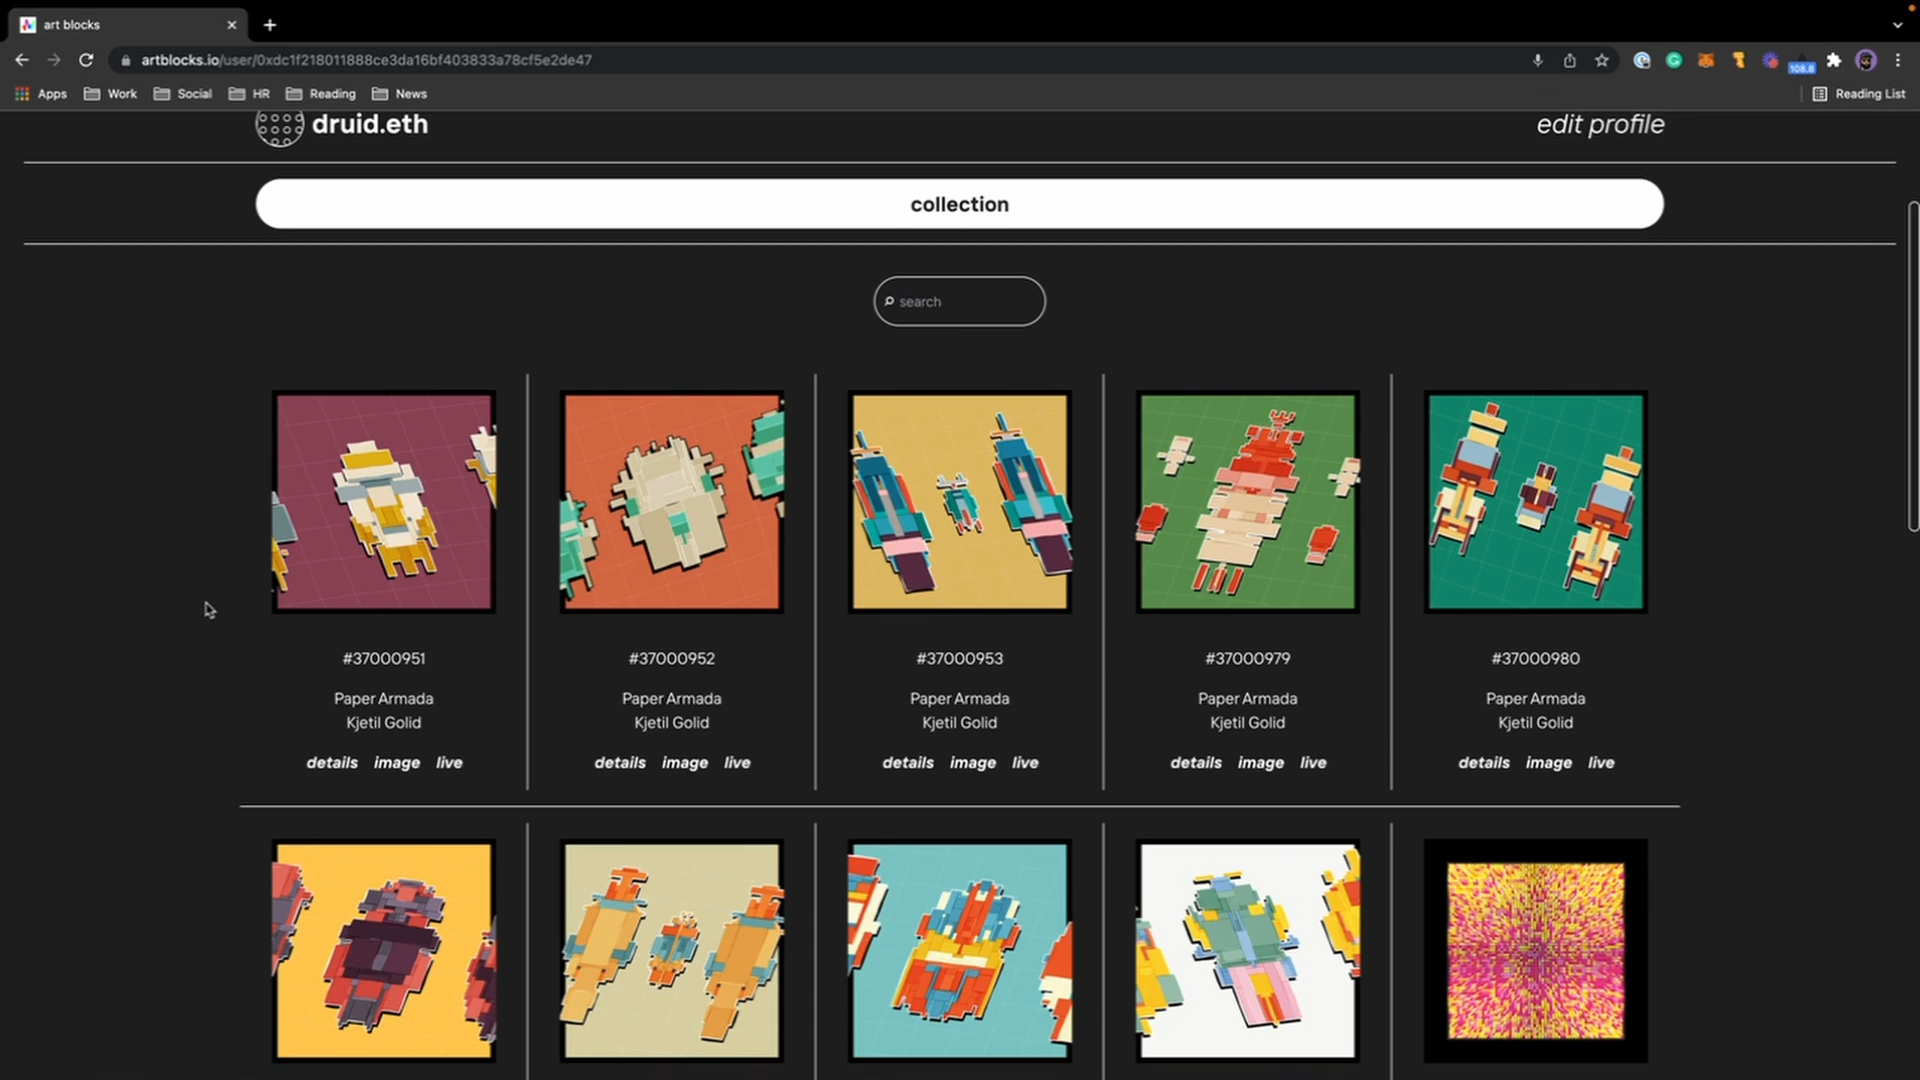 art blocks
artblocks.io/user/0xdc1f218011888ce3da16bf403833a78cf5e2de47
108.8
Apps Work Social HR Reading News Reading List
druid.eth edit profile
collection
search
#37000951 #37000952 #37000953 #37000979 #37000980
Paper Armada Paper Armada Paper Armada Paper Armada Paper Armada
Kjetil Golid Kjetil Golid Kjetil Golid Kjetil Golid Kjetil Golid
details image live details image live details image live details image live details image live